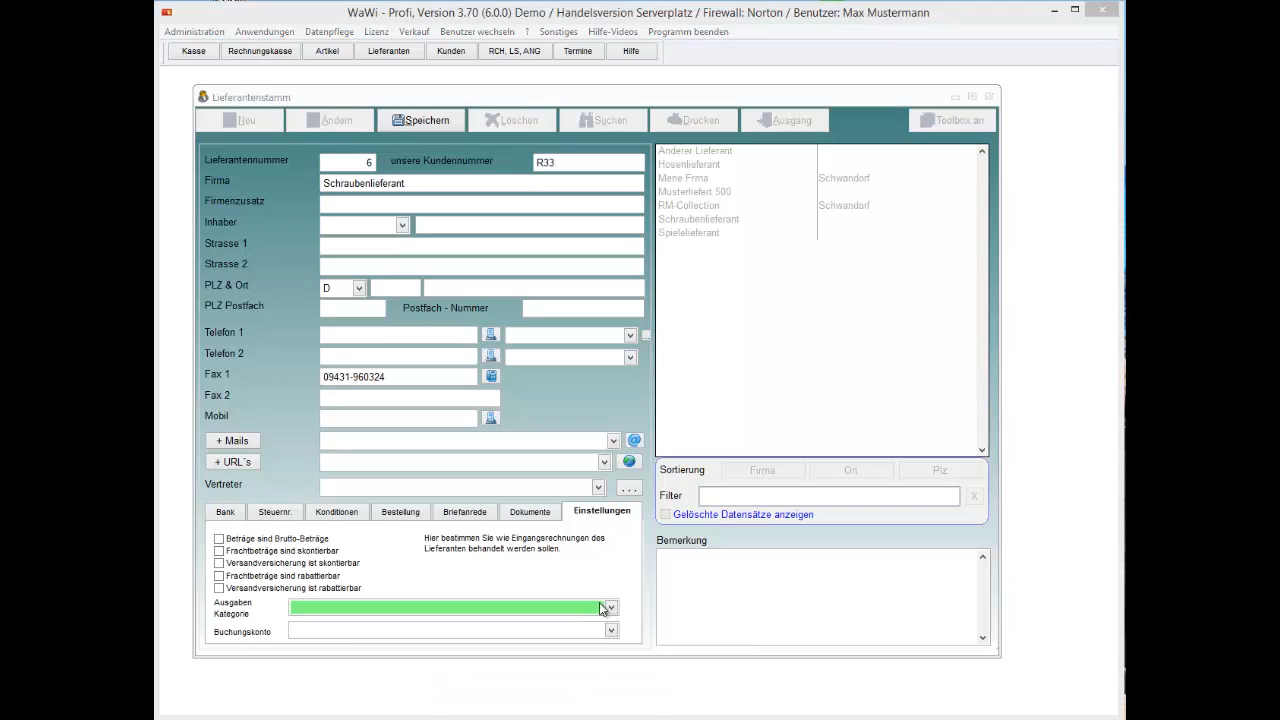 WaWi - Profi, Version 3.70 (6.0.0) Demo / Handelsversion Serverplatz / Firewall: Norton / Benutzer: Max Mustermann
Administration Anwendungen Datenpflege Lizenz Verkauf Benutzer wechseln ? Sonstiges Hilfe-Videos Programm beenden
Kasse Rechnungskasse Artikel Lieferanten Kunden RCH, LS, ANG Termine Hilfe
Lieferantenstamm
Neu Ändern Speichern Löschen Suchen Drucken Ausgang Toolbox an
Lieferantennummer 6 unsere Kundennummer R33
Firma Schraubenlieferant
Firmenzusatz
Inhaber
Strasse 1
Strasse 2
PLZ & Ort D
PLZ Postfach Postfach - Nummer
Telefon 1 ...
Telefon 2
Fax 1 09431-960324
Fax 2
Mobil
+ Mails
+ URL´s
Vertreter ...
Bank Steuernr. Konditionen Bestellung Briefanrede Dokumente Einstellungen
Beträge sind Brutto-Beträge
Frachtbeträge sind skontierbar
Versandversicherung ist skontierbar
Frachtbeträge sind rabattierbar
Versandversicherung ist rabattierbar
Hier bestimmen Sie wie Eingangsrechnungen des
Lieferanten behandelt werden sollen.
Ausgaben
Kategorie
Buchungskonto
Anderer Lieferant
Hosenlieferant
Mene Frma Schwandorf
Musterliefert 500
RM-Collection Schwandorf
Schraubenlieferant
Spielelieferant
Sortierung Firma Ort Plz
Filter X
Gelöschte Datensätze anzeigen
Bemerkung